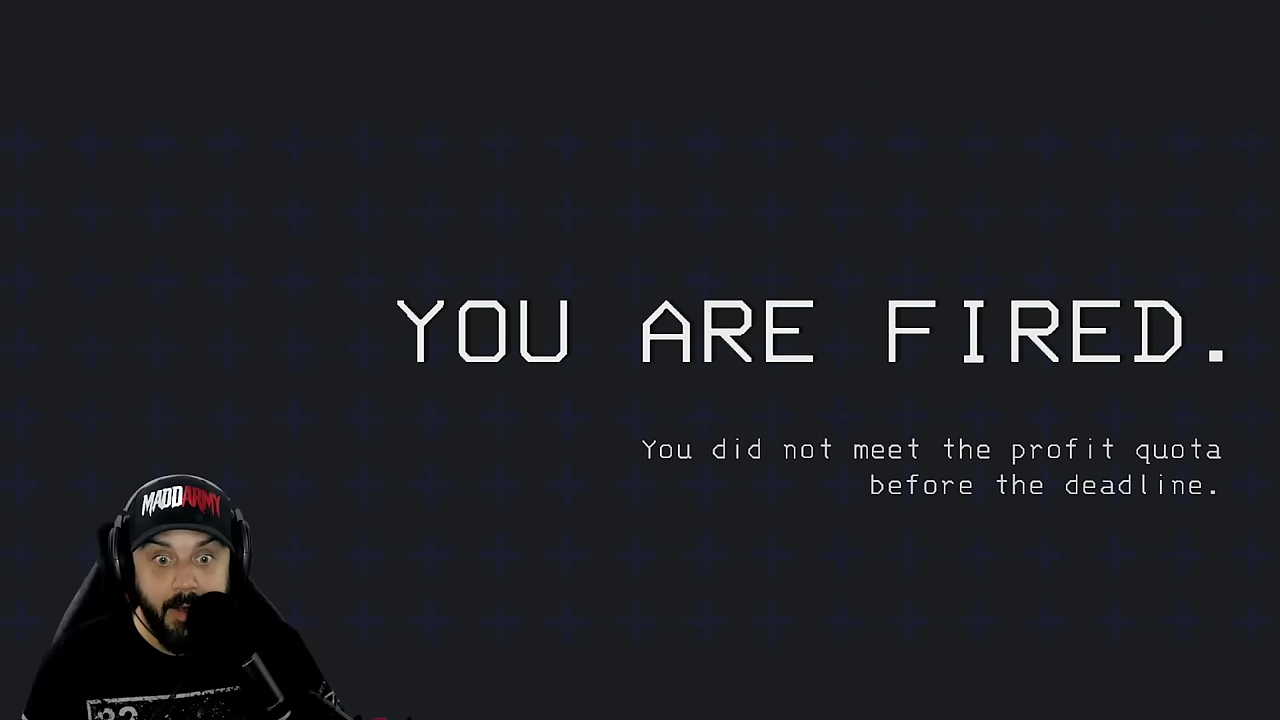 YOU ARE FIRED.
You did not meet the profit quota
before the deadline.
MADDARMY